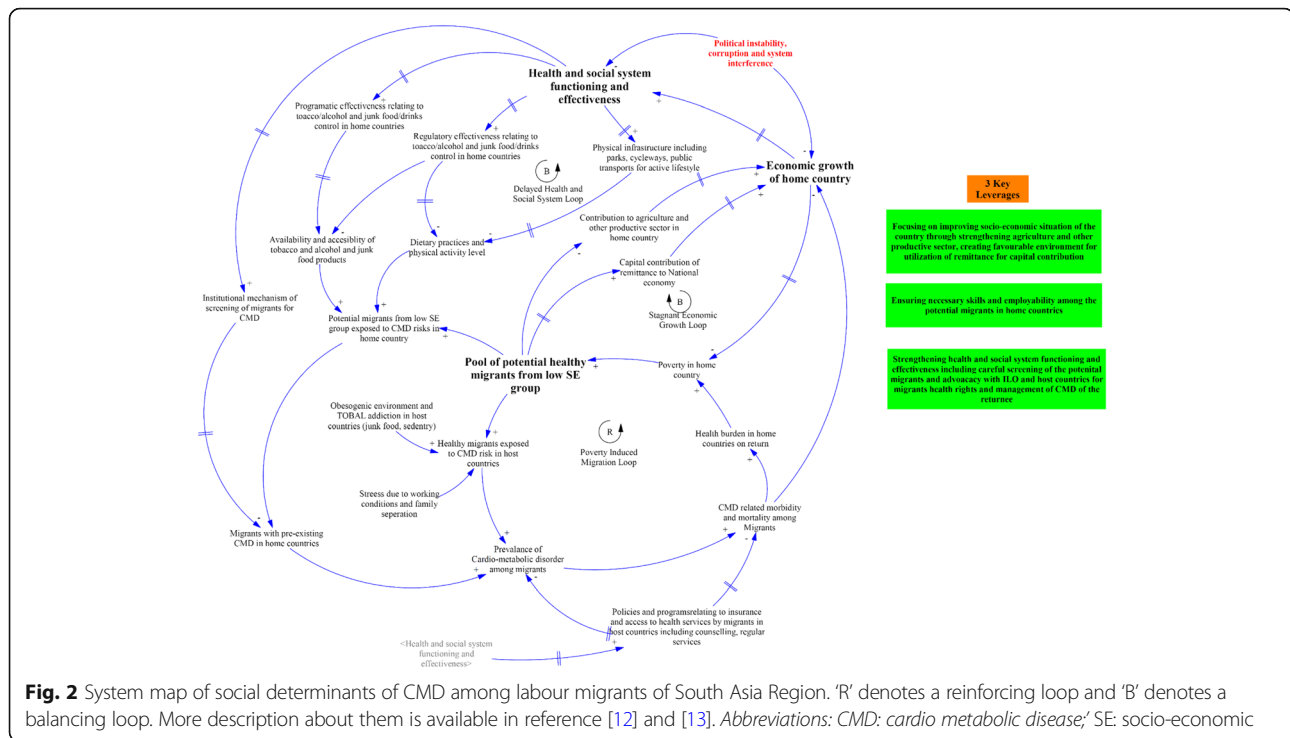 Political instability,
corruption and system
interference
Health and social system
functioning and
effectiveness
Programatic effectiveness relating to
toacco/alcohol and junk food/drinks
control in home countries
Regulatory effectiveness relating to
toacco/alcohol and junk food/drinks
control in home countries
Physical infrastructure including
parks, cycleways, public
transports for active lifestyle
Economic growth
of home country
B
Delayed Health and
Social System Loop
3 Key
Leverages
Focusing on improving socio-economic situation of the
country through strengthening agriculture and other
productive sector, creating favourable environment for
utilization of remittance for capital contribution
Contribution to agriculture and
other productive sector in
home country
Availability and accesiblity of
tobacco and alcohol and junk
food products
Dietary practices and
physical activity level
Capital contribution of
remittance to National
economy
Ensuring necessary skills and employability among the
potential migrants in home countries
Institutional mechanism of
screening of migrants for
CMD
B
Stagnant Economic
Growth Loop
Potential migrants from low SE
group exposed to CMD risks in
home country
Pool of potential healthy
migrants from low SE
group
Poverty in home
country
Strengthening health and social system functioning and
effectiveness including careful screening of the potenital
migrants and advoacacy with ILO and host countries for
migrants health rights and management of CMD of the
returnee
Obesogenic environment and
TOBAL addiction in host
countries (junk food, sedentry)
R
Poverty Induced
Migration Loop
Health burden in home
countries on return
Healthy migrants exposed
to CMD risk in host
countries
Streess due to working
conditions and family
seperation
CMD related morbidity
and mortality among
Migrants
Migrants with pre-existing
CMD in home countries
Prevalance of
Cardio-metabolic disorder
among migrants
Policies and programsrelating to insurance
and access to health services by migrants in
host countries including counselling, regular
services
<Health and social system
functioning and
effectiveness>
Fig. 2 System map of social determinants of CMD among labour migrants of South Asia Region. ‘R’ denotes a reinforcing loop and ‘B’ denotes a
balancing loop. More description about them is available in reference [12] and [13]. Abbreviations: CMD: cardio metabolic disease;’ SE: socio-economic